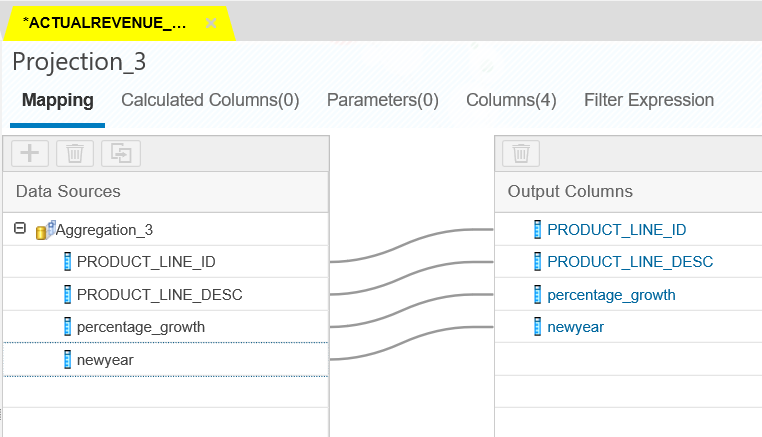 *ACTUALREVENUE_...
Projection_3
Mapping Calculated Columns(0) Parameters(0) Columns(4) Filter Expression
Data Sources
Aggregation_3
PRODUCT_LINE_ID
PRODUCT_LINE_DESC
percentage_growth
newyear
Output Columns
PRODUCT_LINE_ID
PRODUCT_LINE_DESC
percentage_growth
newyear